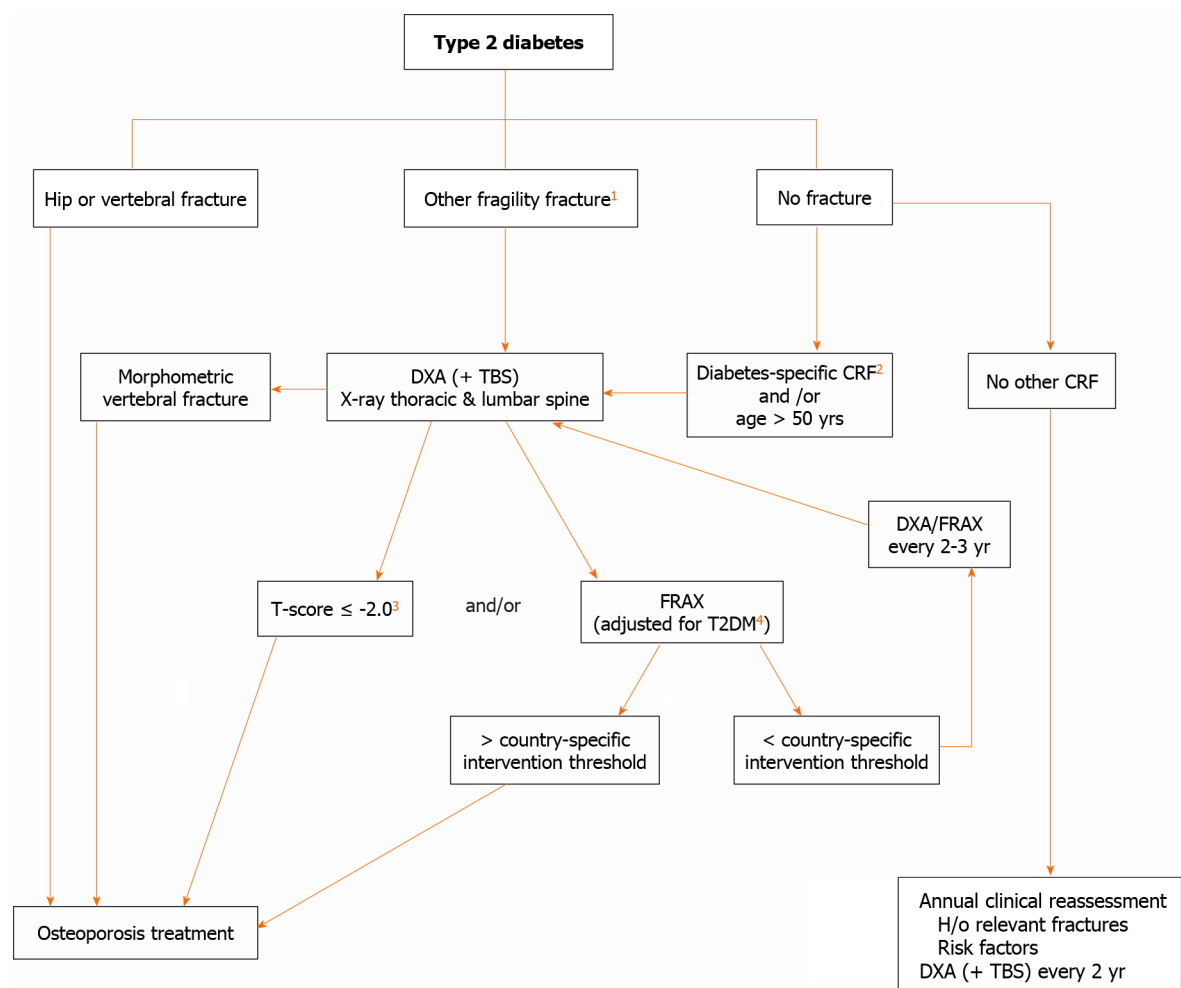 Type 2 diabetes
Hip or vertebral fracture
Other fragility fracture1
No fracture
Morphometric
vertebral fracture
DXA (+ TBS)
X-ray thoracic & lumbar spine
Diabetes-specific CRF2
and /or
age > 50 yrs
No other CRF
DXA/FRAX
every 2-3 yr
T-score ≤ -2.03
and/or
FRAX
(adjusted for T2DM4)
> country-specific
intervention threshold
< country-specific
intervention threshold
Osteoporosis treatment
Annual clinical reassessment
H/o relevant fractures
Risk factors
DXA (+ TBS) every 2 yr